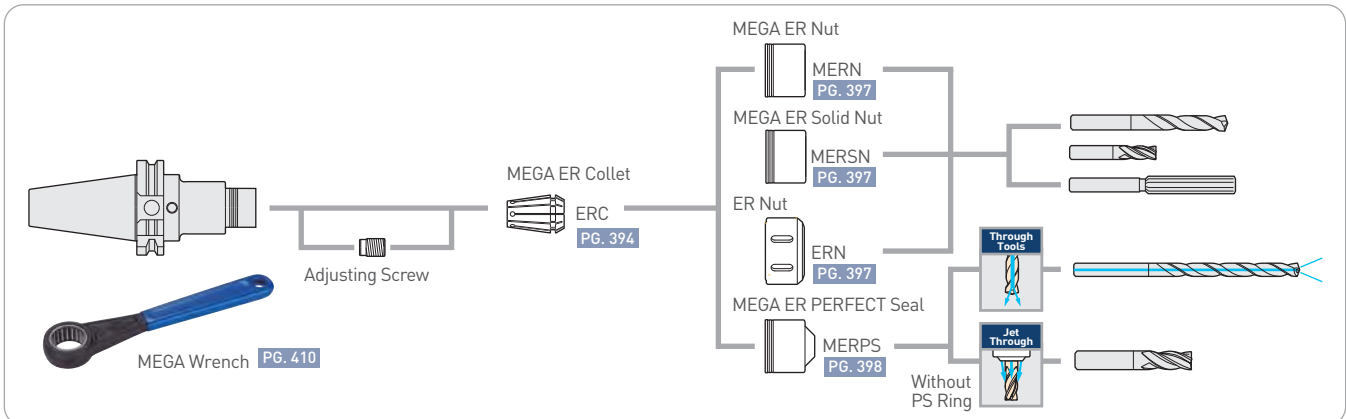 MEGA ER Nut
MERN
PG. 397
MEGA ER Solid Nut
MERSN
PG. 397
MEGA ER Collet
ERC
PG. 394
ER Nut
ERN
PG. 397
Adjusting Screw
MEGA Wrench PG. 410
MEGA ER PERFECT Seal
MERPS
PG. 398
Through
Tools
Jet
Through
Without
PS Ring